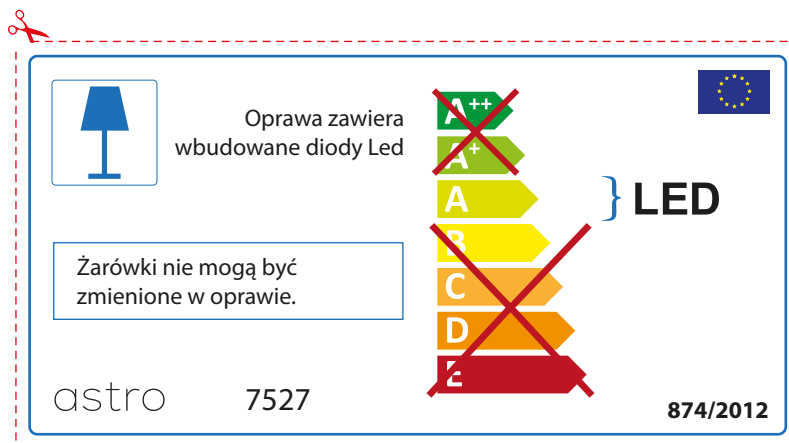 Oprawa zawiera
wbudowane diody Led
A++
A+
A
B
C
D
E
LED
Żarówki nie mogą być
zmienione w oprawie.
astro
7527
874/2012